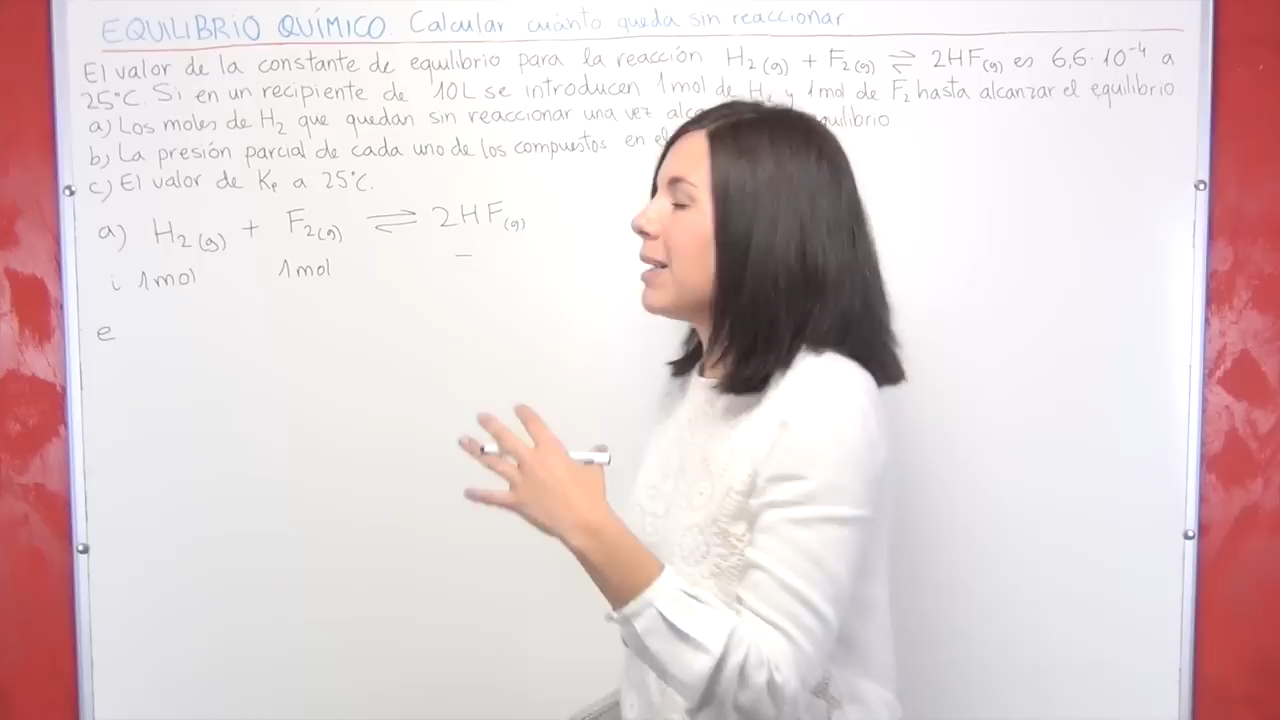 EQUILIBRIO QUÍMICO. Calcular cuánto queda sin reaccionar
El valor de la constante de equilibrio para la reacción H₂(g) + F₂(g) ⇌ 2HF(g) es 6,6·10⁻⁴ a
25°C. Si en un recipiente de 10L se introducen 1mol de H₂ y 1mol de F₂ hasta alcanzar el equilibrio.
a) Los moles de H₂ que quedan sin reaccionar una vez
b) La presión parcial de cada uno de los compuestos en
c) El valor de Kp a 25°C.
a) H₂(g) + F₂(g) ⇌ 2HF(g)
i 1mol 1mol –
e